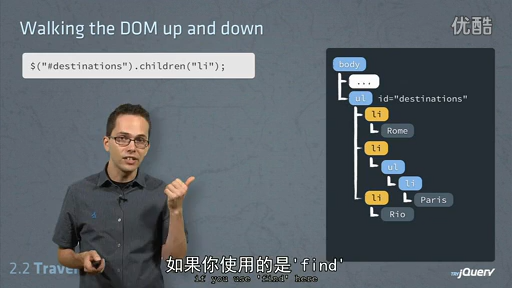 Walking the DOM up and down
优酷
$("#destinations").children("li");
body
...
ul id="destinations"
li
Rome
li
ul
li
Paris
li
Rio
如果你使用的是'find'
if you use 'find' here
2.2 Traver
TRY jQuery